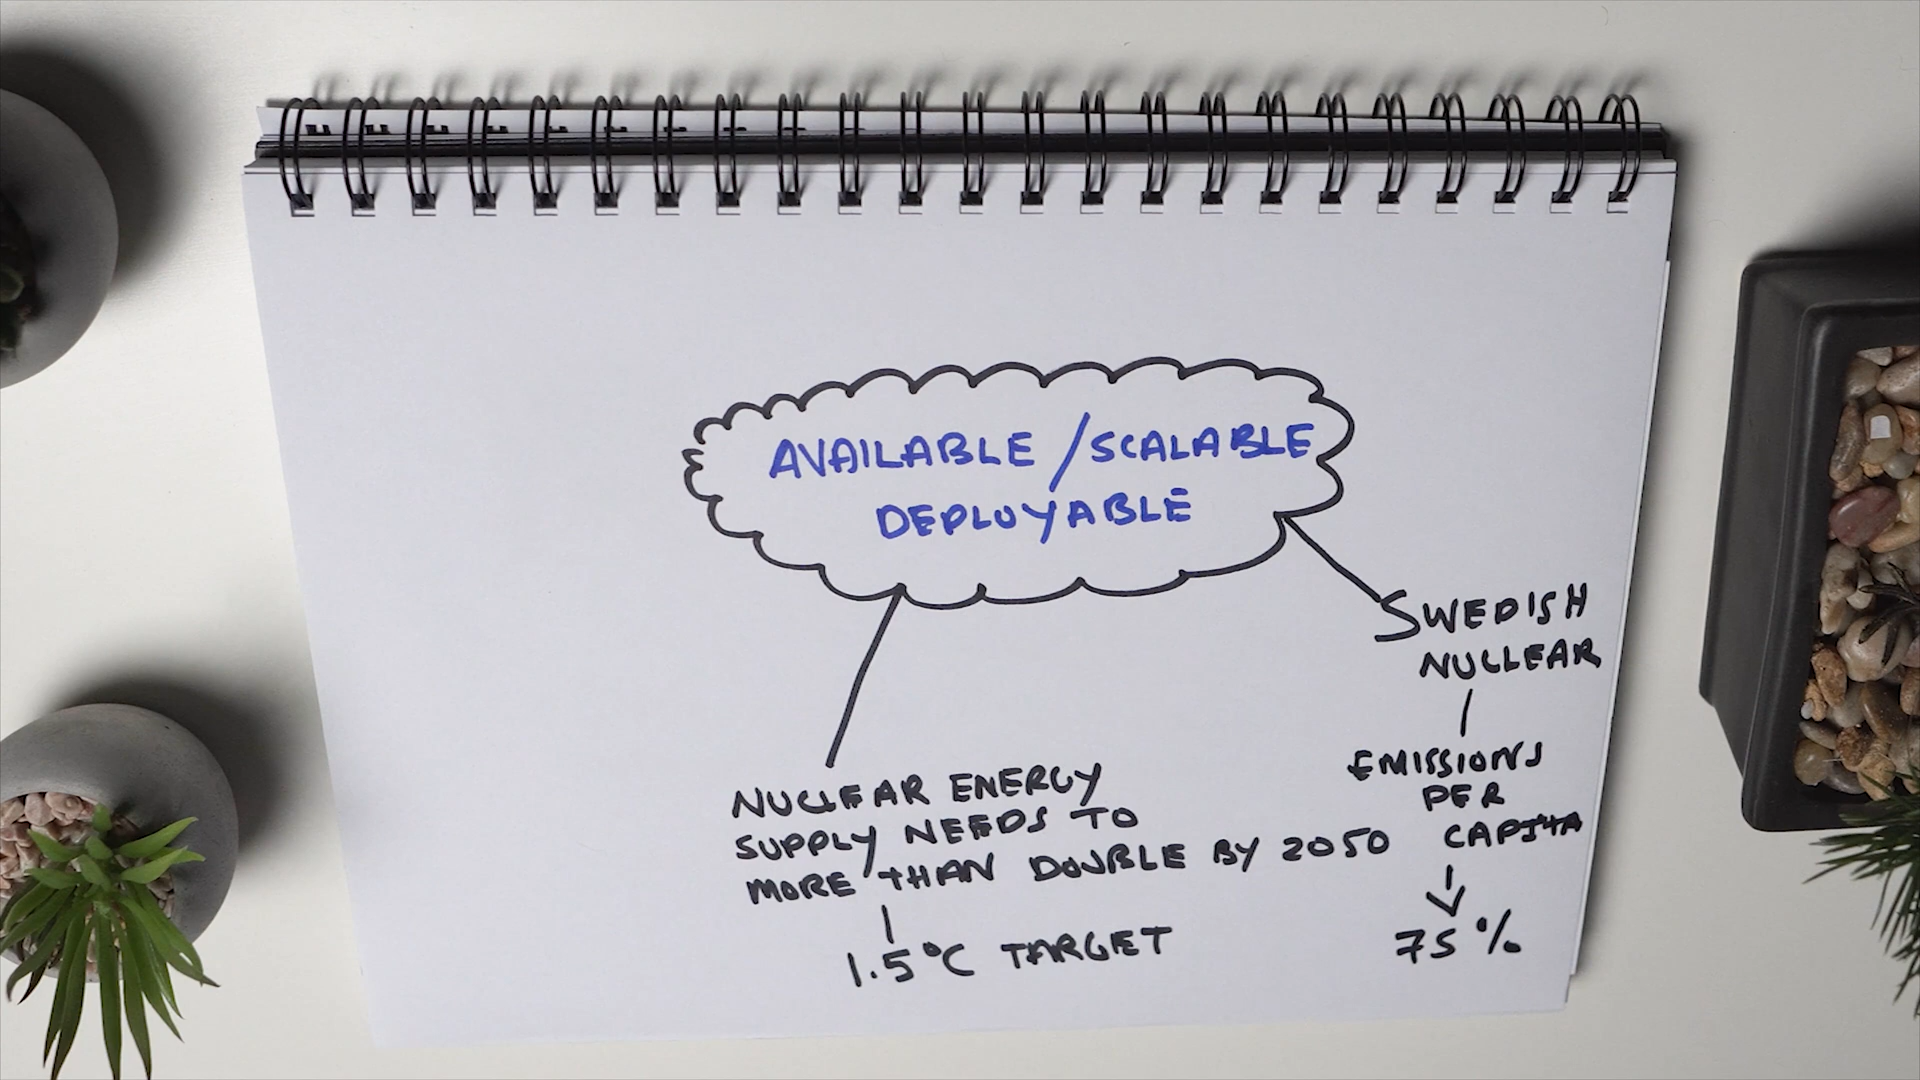 AVAILABLE / SCALABLE
DEPLOYABLE
NUCLEAR ENERGY
SUPPLY NEEDS TO
MORE THAN DOUBLE BY 2050
1.5°C TARGET
SWEDISH
NUCLEAR
EMISSIONS
PER
CAPITA
75%